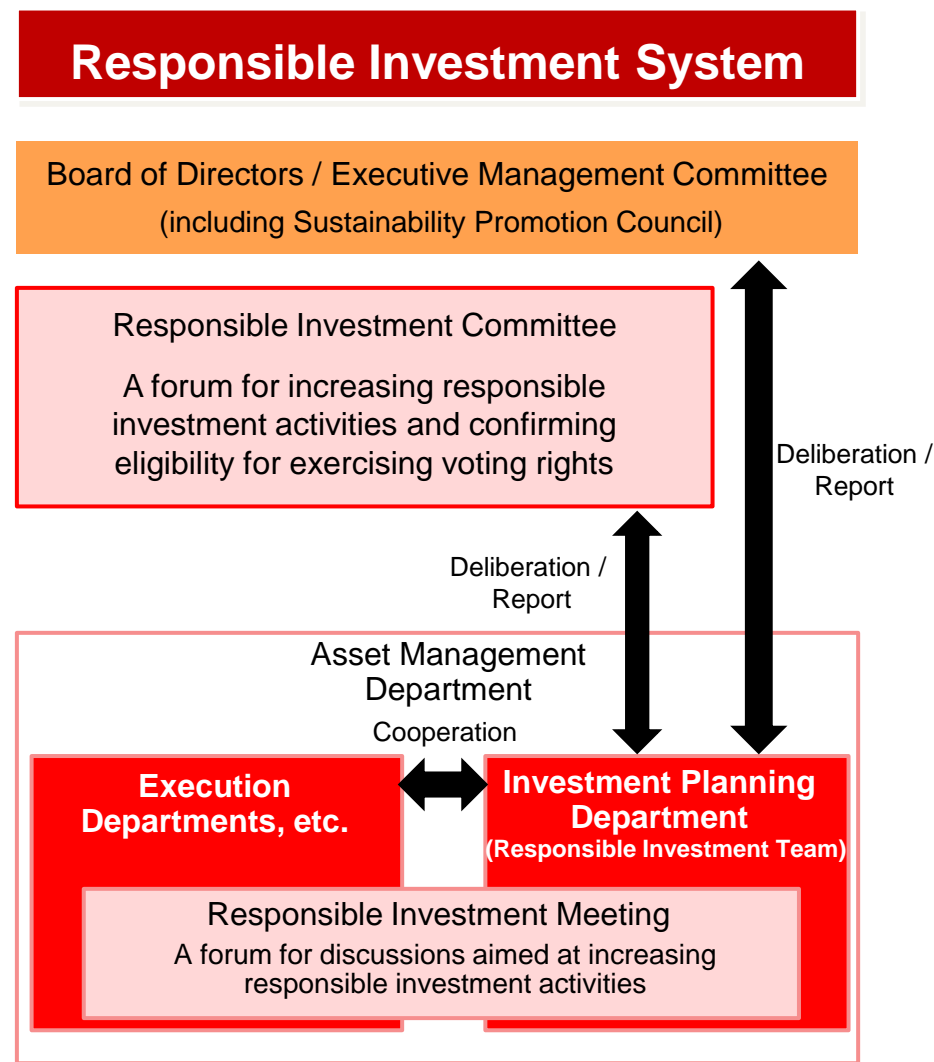 Responsible Investment System
Board of Directors / Executive Management Committee
(including Sustainability Promotion Council)
Responsible Investment Committee
A forum for increasing responsible
investment activities and confirming
eligibility for exercising voting rights
Deliberation /
Report
Deliberation /
Report
Asset Management
Department
Cooperation
Execution
Departments, etc.
Investment Planning
Department
(Responsible Investment Team)
Responsible Investment Meeting
A forum for discussions aimed at increasing
responsible investment activities